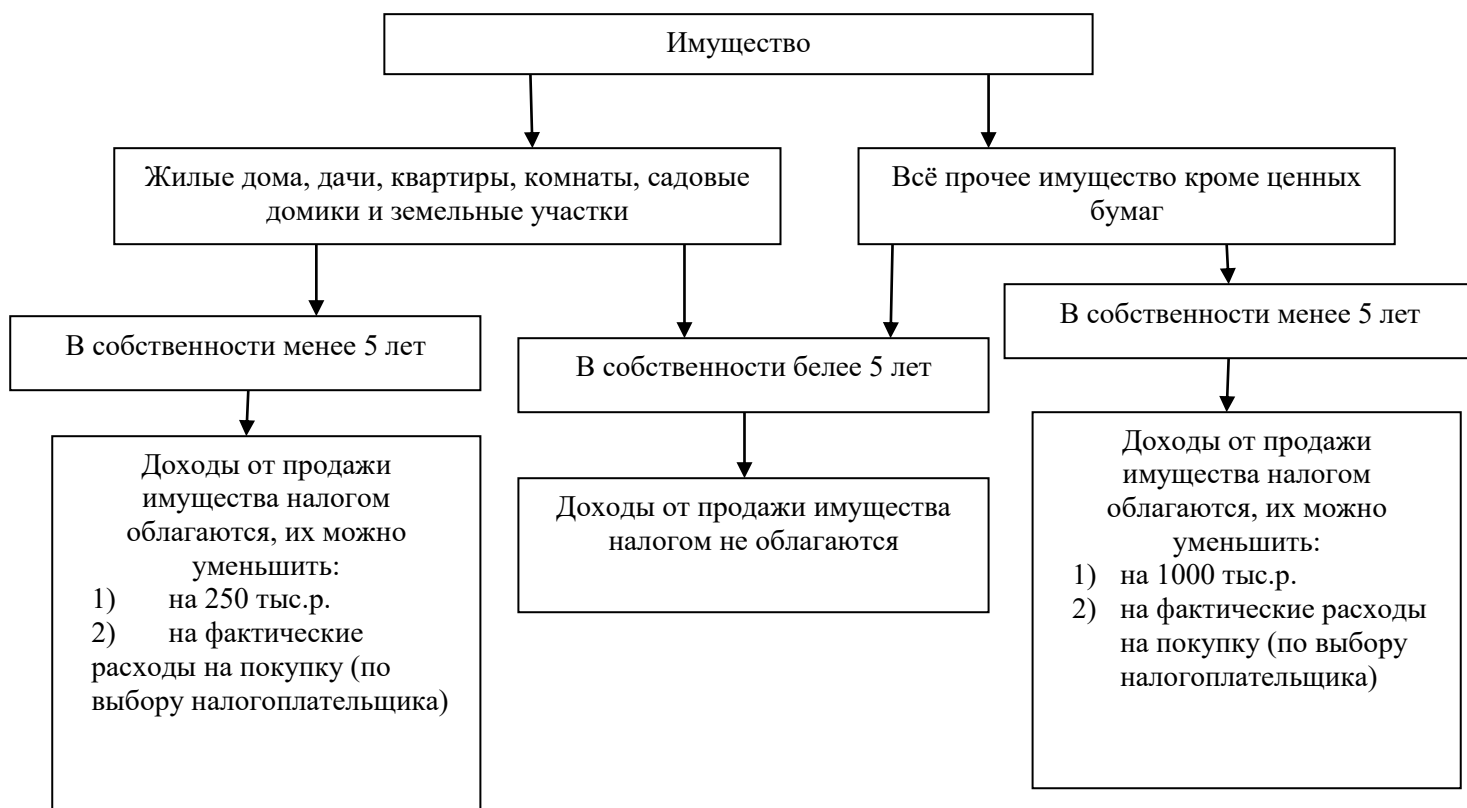 Имущество
Жилые дома, дачи, квартиры, комнаты, садовые
домики и земельные участки
Всё прочее имущество кроме ценных
бумаг
В собственности менее 5 лет
В собственности белее 5 лет
В собственности менее 5 лет
Доходы от продажи
имущества налогом
облагаются, их можно
уменьшить:
1) на 250 тыс.р.
2) на фактические
расходы на покупку (по
выбору налогоплательщика)
Доходы от продажи имущества
налогом не облагаются
Доходы от продажи
имущества налогом
облагаются, их можно
уменьшить:
1) на 1000 тыс.р.
2) на фактические расходы
на покупку (по выбору
налогоплательщика)